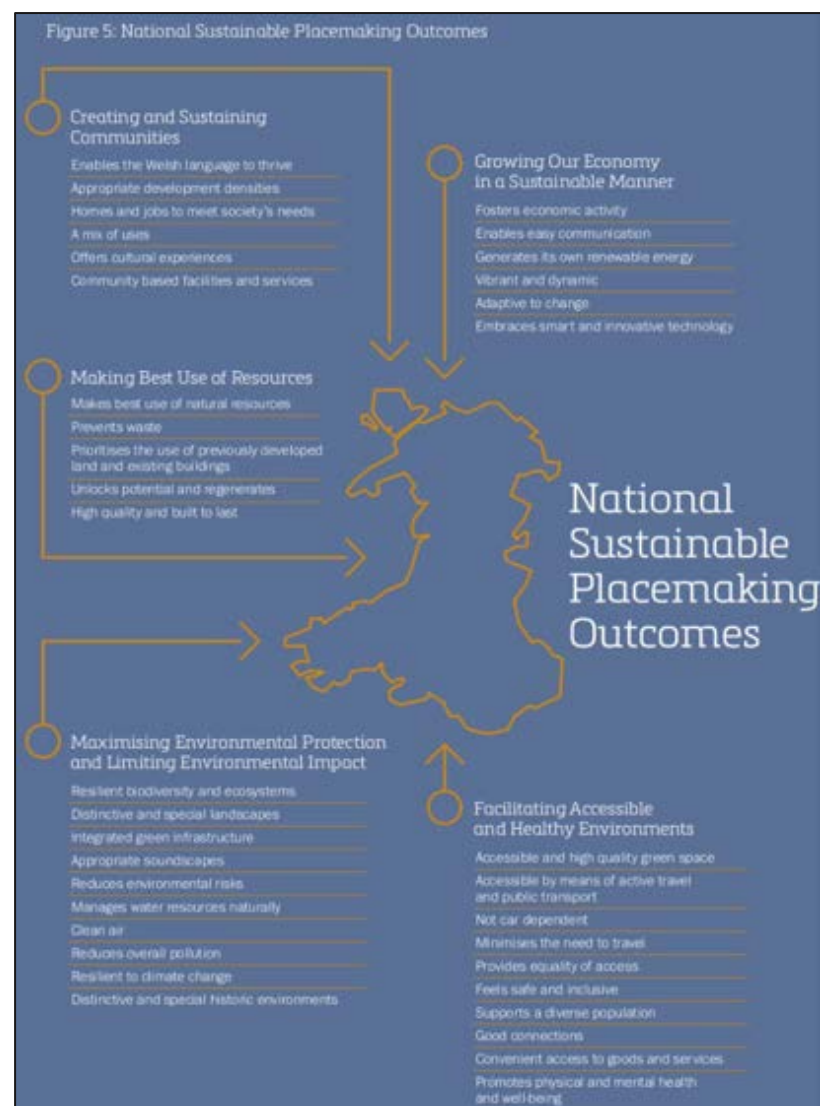 Figure 5: National Sustainable Placemaking Outcomes
Creating and Sustaining
Communities
Enables the Welsh language to thrive
Appropriate development densities
Homes and jobs to meet society's needs
A mix of uses
Offers cultural experiences
Community based facilities and services
Growing Our Economy
in a Sustainable Manner
Fosters economic activity
Enables easy communication
Generates its own renewable energy
Vibrant and dynamic
Adaptive to change
Embraces smart and innovative technology
Making Best Use of Resources
Makes best use of natural resources
Prevents waste
Prioritises the use of previously developed
land and existing buildings
Unlocks potential and regenerates
High quality and built to last
National
Sustainable
Placemaking
Outcomes
Maximising Environmental Protection
and Limiting Environmental Impact
Resilient biodiversity and ecosystems
Distinctive and special landscapes
Integrated green infrastructure
Appropriate soundscapes
Reduces environmental risks
Manages water resources naturally
Clean air
Reduces overall pollution
Resilient to climate change
Distinctive and special historic environments
Facilitating Accessible
and Healthy Environments
Accessible and high quality green space
Accessible by means of active travel
and public transport
Not car dependent
Minimises the need to travel
Provides equality of access
Feels safe and inclusive
Supports a diverse population
Good connections
Convenient access to goods and services
Promotes physical and mental health
and well-being